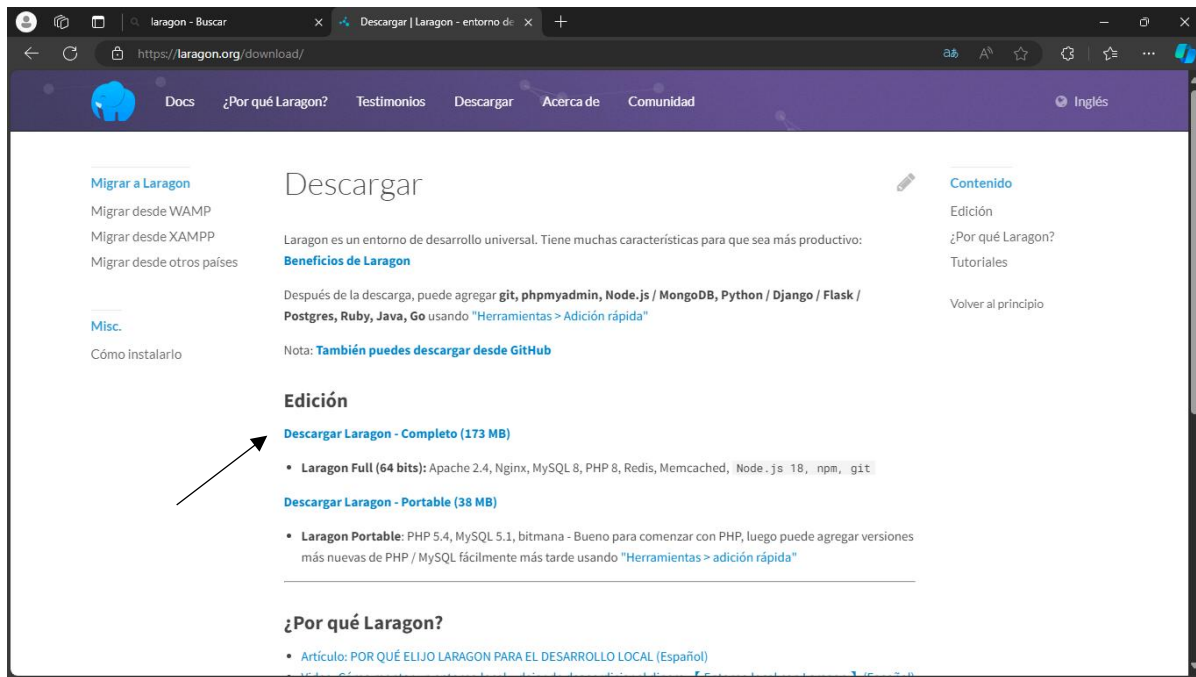 laragon - Buscar
Descargar | Laragon - entorno de
https://laragon.org/download/
Docs
¿Por qué Laragon?
Testimonios
Descargar
Acerca de
Comunidad
Inglés
Migrar a Laragon
Migrar desde WAMP
Migrar desde XAMPP
Migrar desde otros países
Misc.
Cómo instalarlo
Descargar
Laragon es un entorno de desarrollo universal. Tiene muchas características para que sea más productivo:
Beneficios de Laragon
Después de la descarga, puede agregar git, phpmyadmin, Node.js / MongoDB, Python / Django / Flask /
Postgres, Ruby, Java, Go usando "Herramientas > Adición rápida"
Nota: También puedes descargar desde GitHub
Edición
Descargar Laragon - Completo (173 MB)
• Laragon Full (64 bits): Apache 2.4, Nginx, MySQL 8, PHP 8, Redis, Memcached, Node.js 18, npm, git
Descargar Laragon - Portable (38 MB)
• Laragon Portable: PHP 5.4, MySQL 5.1, bitmana - Bueno para comenzar con PHP, luego puede agregar versiones
más nuevas de PHP / MySQL fácilmente más tarde usando "Herramientas > adición rápida"
¿Por qué Laragon?
• Artículo: POR QUÉ ELIJO LARAGON PARA EL DESARROLLO LOCAL (Español)
Contenido
Edición
¿Por qué Laragon?
Tutoriales
Volver al principio